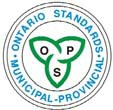 ONTARIO STANDARDS
MUNICIPAL-PROVINCIAL
O P
S